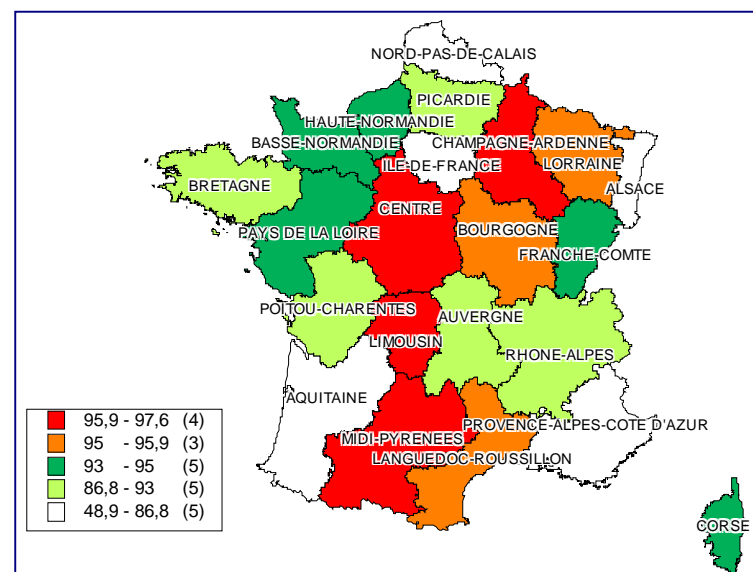 NORD-PAS-DE-CALAIS
PICARDIE
HAUTE-NORMANDIE
BASSE-NORMANDIE
CHAMPAGNE-ARDENNE
ILE-DE-FRANCE
LORRAINE
ALSACE
BRETAGNE
CENTRE
PAYS DE LA LOIRE
BOURGOGNE
FRANCHE-COMTE
POITOU-CHARENTES
AUVERGNE
LIMOUSIN
RHONE-ALPES
AQUITAINE
PROVENCE-ALPES-COTE D'AZUR
MIDI-PYRENEES
LANGUEDOC-ROUSSILLON
CORSE
95,9 - 97,6 (4)
95 - 95,9 (3)
93 - 95 (5)
86,8 - 93 (5)
48,9 - 86,8 (5)